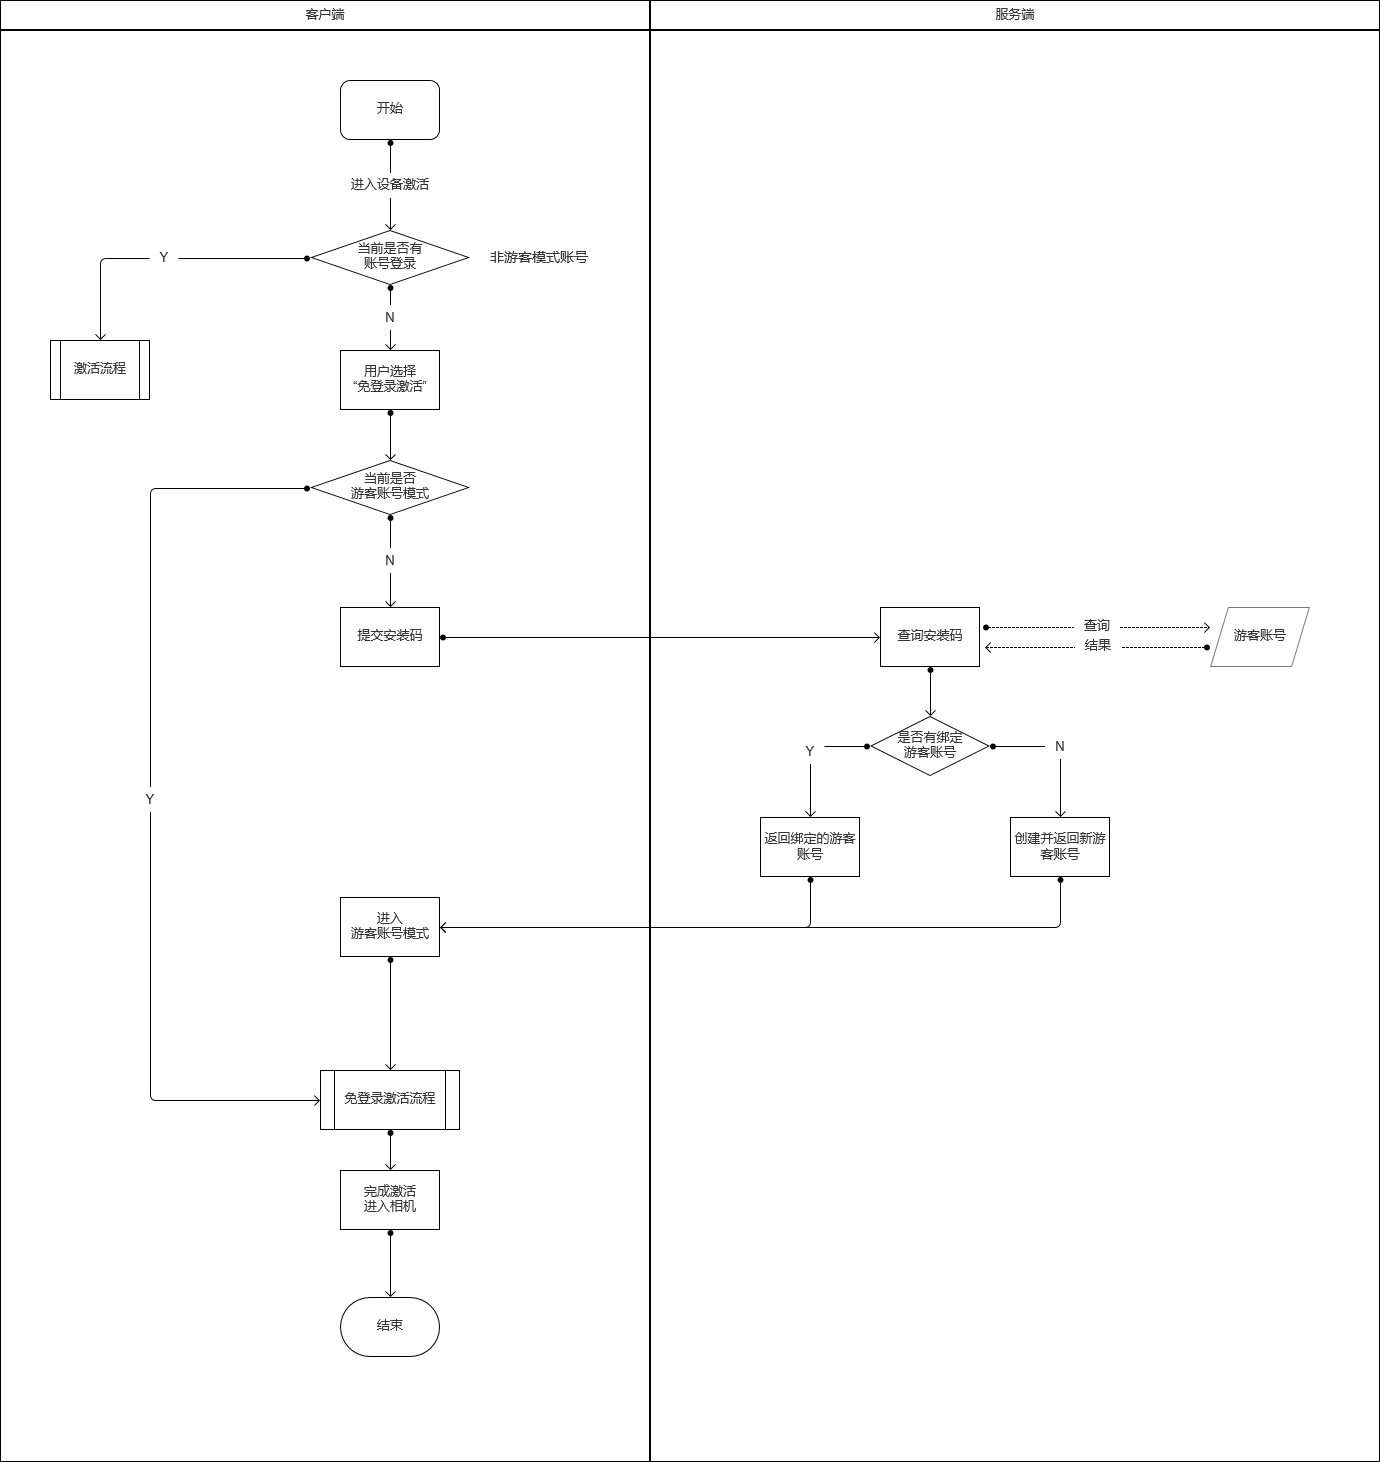 客户端
服务端
开始
进入设备激活
当前是否有
账号登录
非游客模式账号
Y
N
激活流程
用户选择
“免登录激活”
当前是否
游客账号模式
N
提交安装码
查询安装码
查询
结果
游客账号
是否有绑定
游客账号
Y
N
Y
返回绑定的游客
账号
创建并返回新游
客账号
进入
游客账号模式
免登录激活流程
完成激活
进入相机
结束